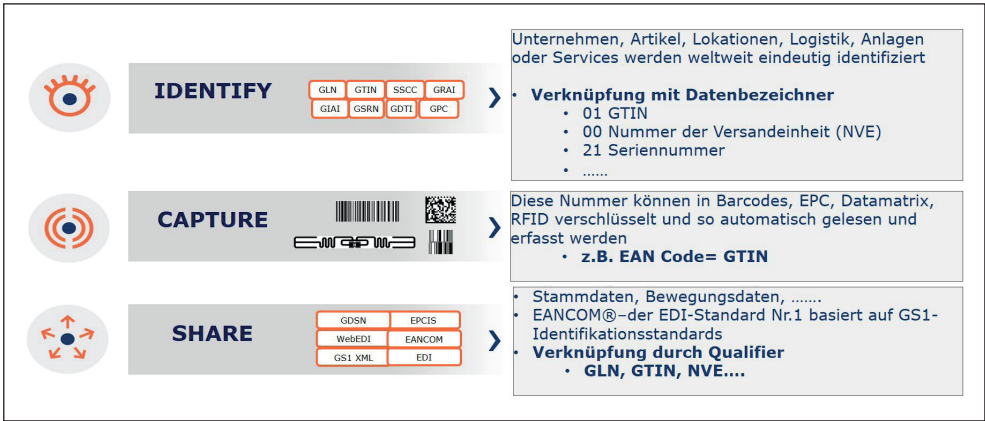 IDENTIFY
GLN GTIN SSCC GRAI
GIAI GSRN GDTI GPC
Unternehmen, Artikel, Lokationen, Logistik, Anlagen
oder Services werden weltweit eindeutig identifiziert
• Verknüpfung mit Datenbezeichner
• 01 GTIN
• 00 Nummer der Versandeinheit (NVE)
• 21 Seriennummer
• ......
CAPTURE
Diese Nummer können in Barcodes, EPC, Datamatrix,
RFID verschlüsselt und so automatisch gelesen und
erfasst werden
• z.B. EAN Code= GTIN
SHARE
GDSN EPCIS
WebEDI EANCOM
GS1 XML EDI
• Stammdaten, Bewegungsdaten, …….
• EANCOM®–der EDI-Standard Nr.1 basiert auf GS1-
Identifikationsstandards
• Verknüpfung durch Qualifier
• GLN, GTIN, NVE....